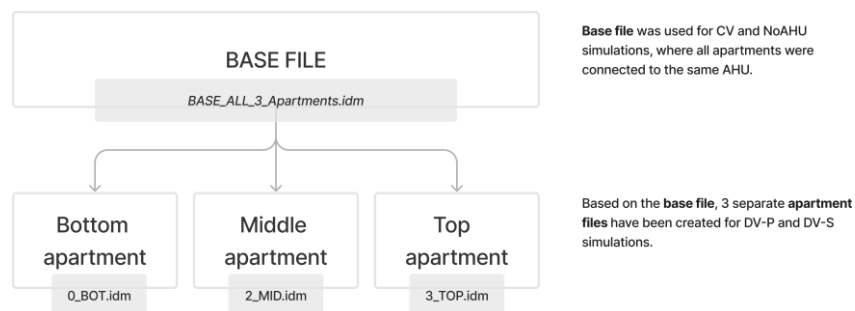 BASE FILE
BASE_ALL_3_Apartments.idm
Base file was used for CV and NoAHU
simulations, where all apartments were
connected to the same AHU.
Bottom
apartment
0_BOT.idm
Middle
apartment
2_MID.idm
Top
apartment
3_TOP.idm
Based on the base file, 3 separate apartment
files have been created for DV-P and DV-S
simulations.